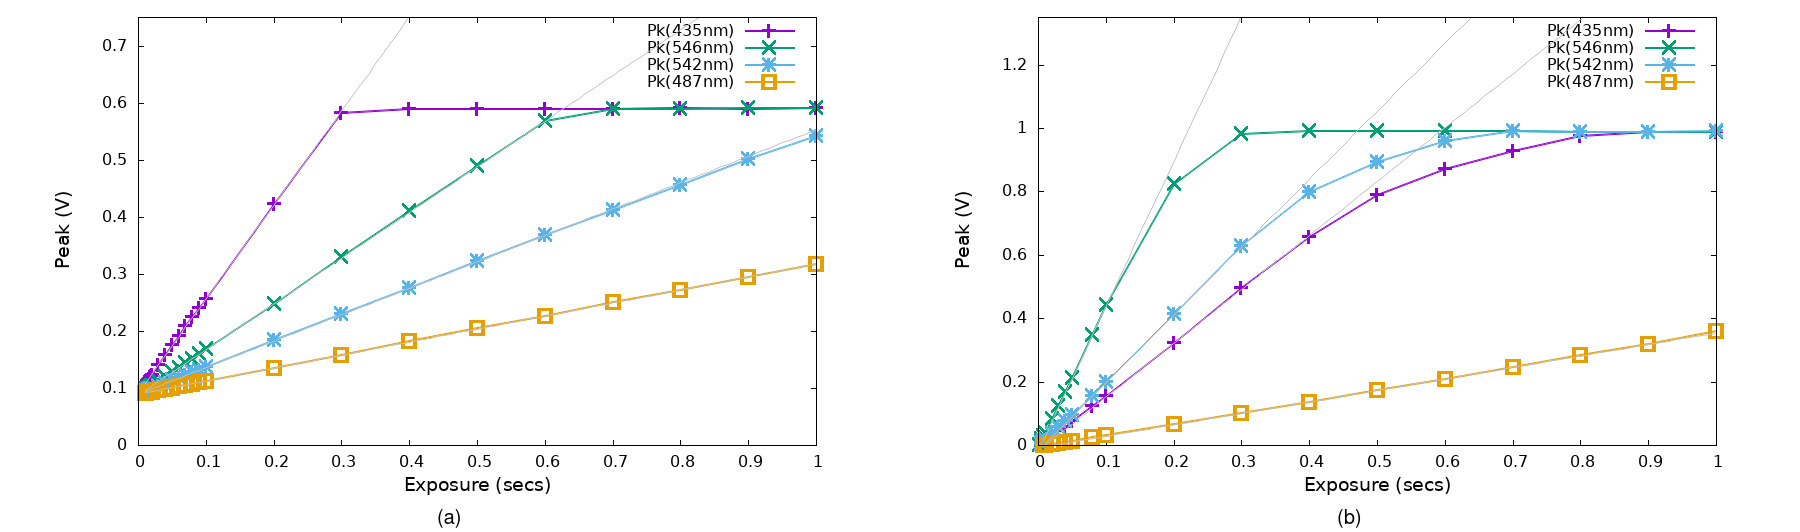 0.7
0.6
0.5
0.4
0.3
0.2
0.1
0
Peak (V)
Pk(435nm)
Pk(546nm)
Pk(542nm)
Pk(487nm)
0 0.1 0.2 0.3 0.4 0.5 0.6 0.7 0.8 0.9 1
Exposure (secs)
(a)
1.2
1
0.8
0.6
0.4
0.2
0
Peak (V)
Pk(435nm)
Pk(546nm)
Pk(542nm)
Pk(487nm)
0 0.1 0.2 0.3 0.4 0.5 0.6 0.7 0.8 0.9 1
Exposure (secs)
(b)